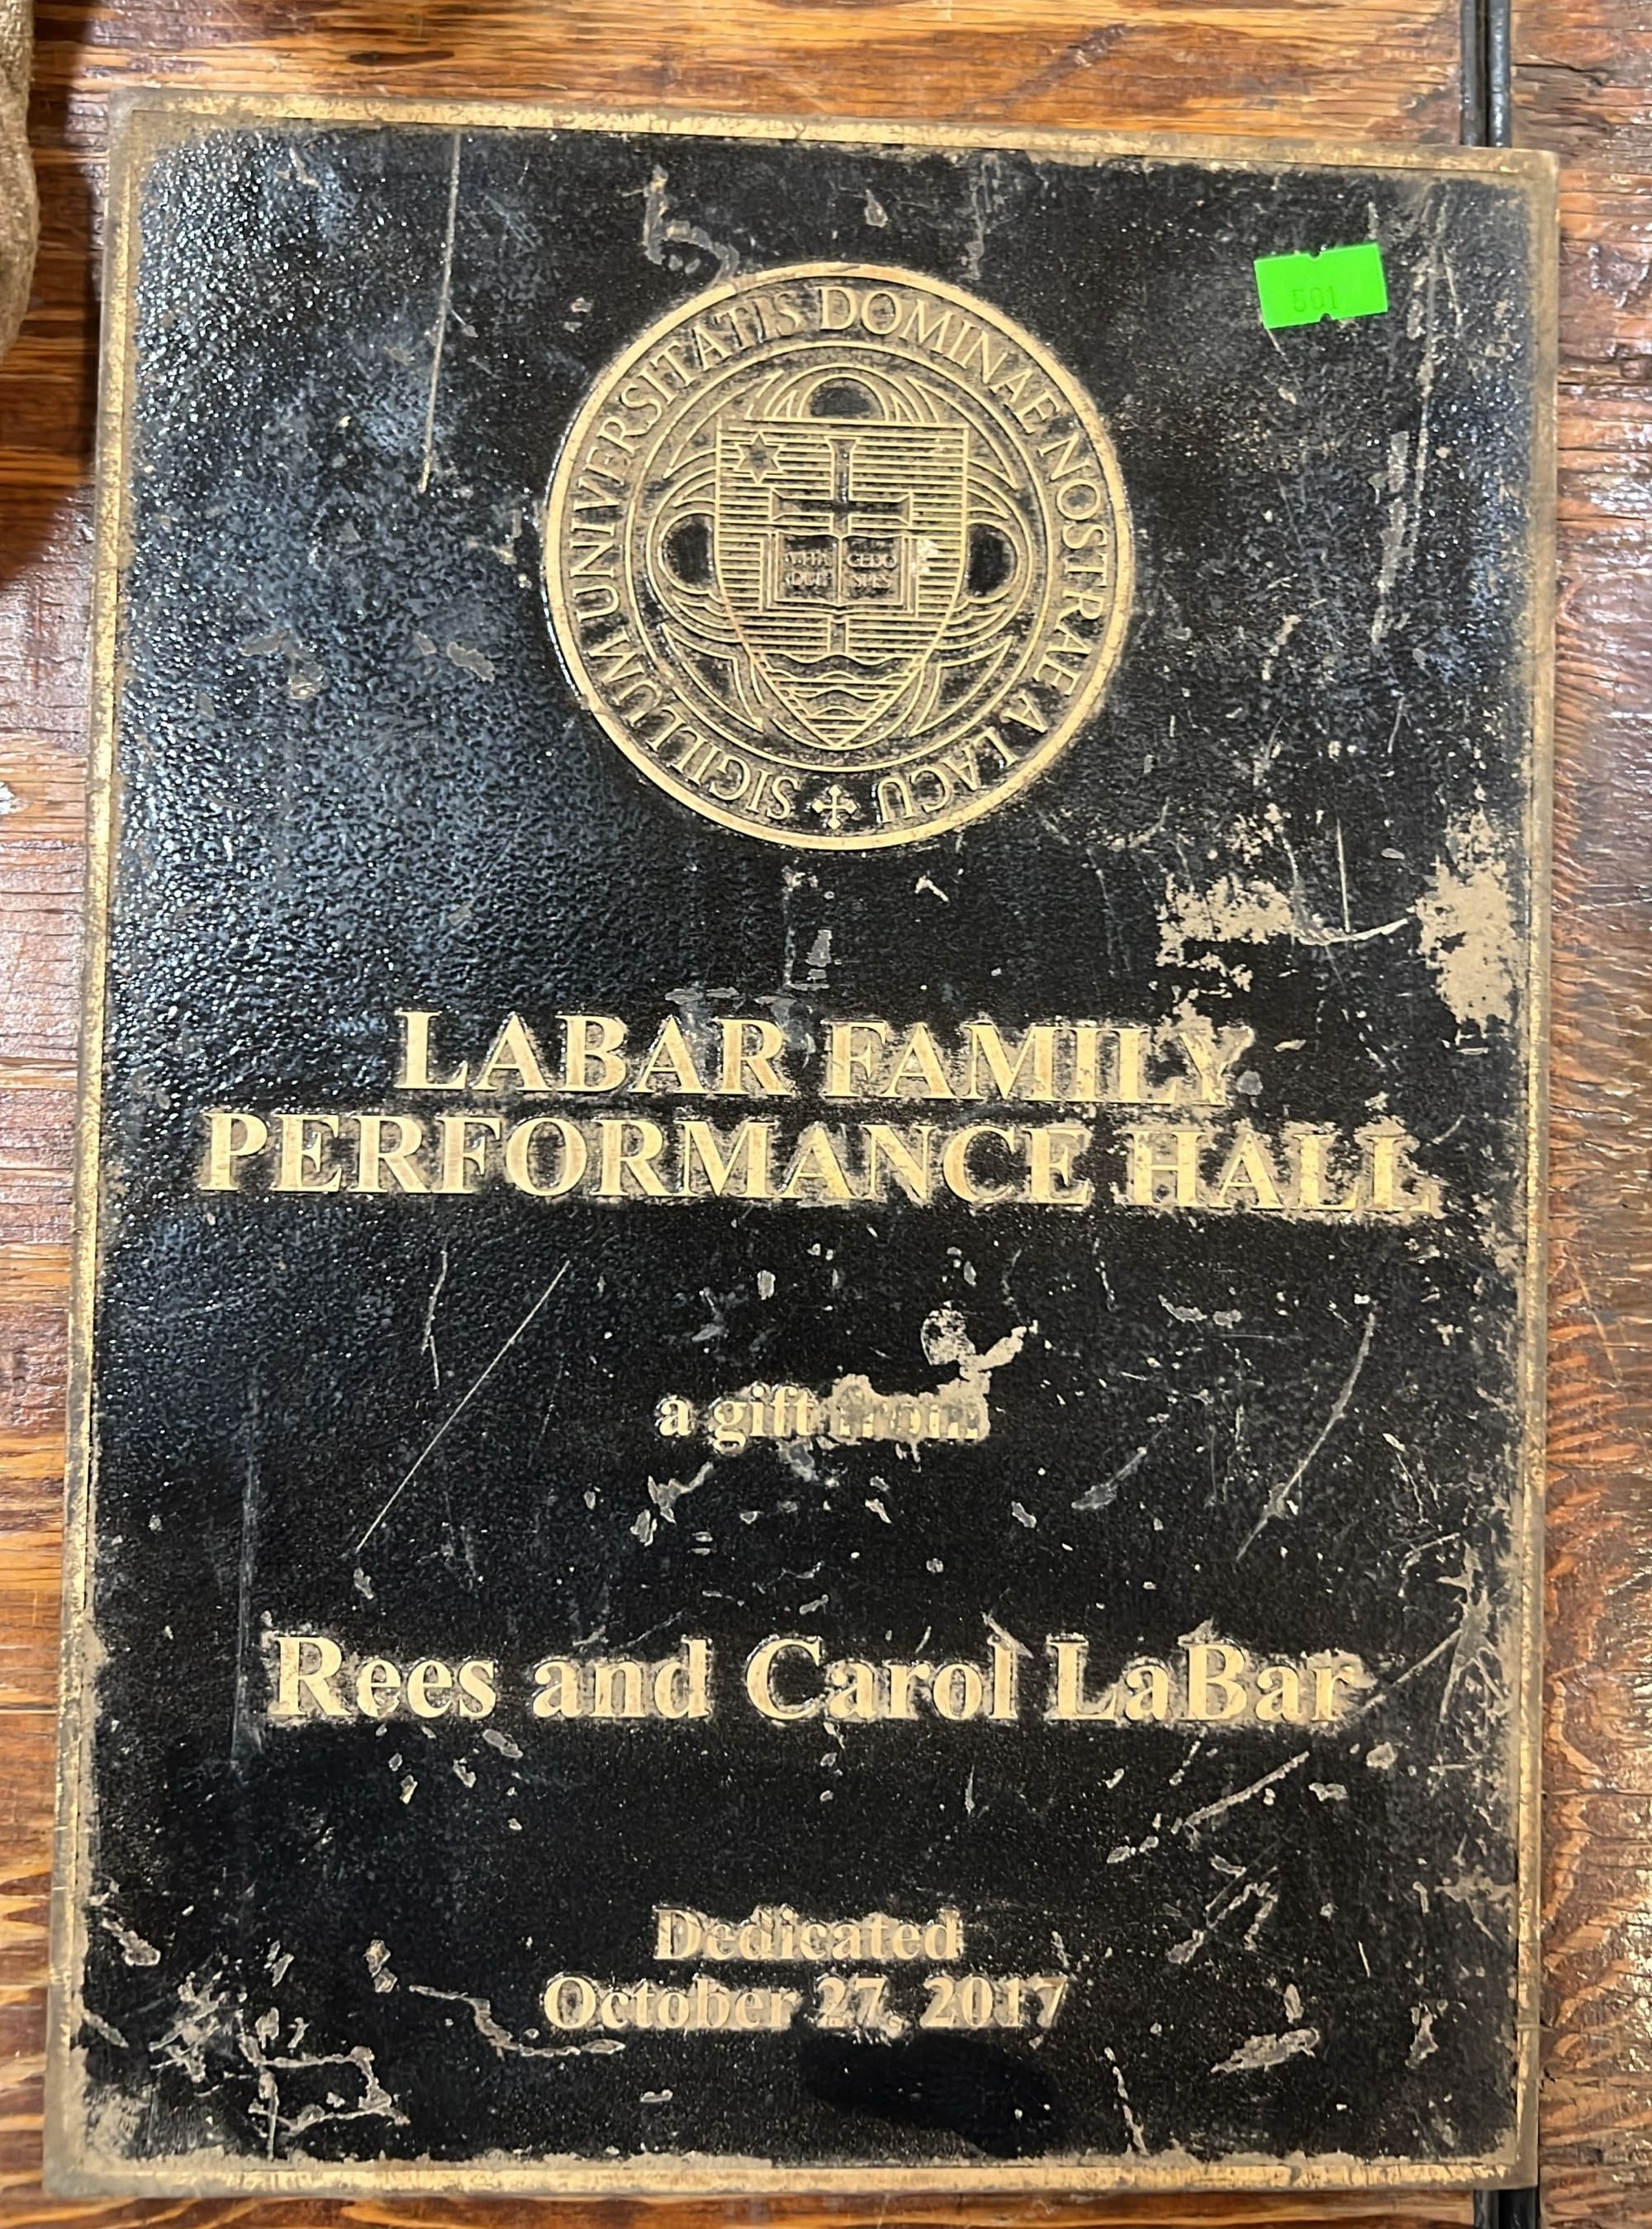 501
SIGILLUM UNIVERSITATIS DOMINAE NOSTRAE A LACU
VITA CEDO
DUL SPES
LABAR FAMILY
PERFORMANCE HALL
a gift from
Rees and Carol LaBar
Dedicated
October 27, 2017